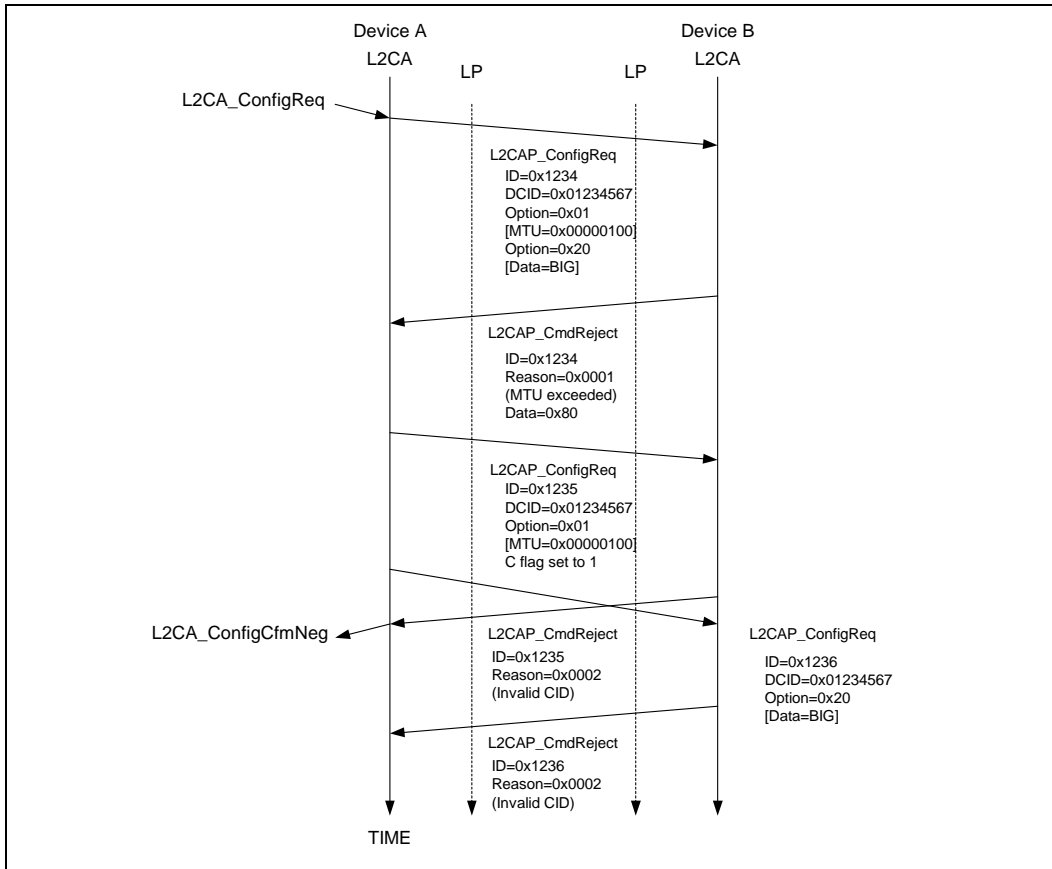 Device A
Device B
L2CA
LP
LP
L2CA
L2CA_ConfigReq
L2CAP_ConfigReq
ID=0x1234
DCID=0x01234567
Option=0x01
[MTU=0x00000100]
Option=0x20
[Data=BIG]
L2CAP_CmdReject
ID=0x1234
Reason=0x0001
(MTU exceeded)
Data=0x80
L2CAP_ConfigReq
ID=0x1235
DCID=0x01234567
Option=0x01
[MTU=0x00000100]
C flag set to 1
L2CA_ConfigCfmNeg
L2CAP_CmdReject
ID=0x1235
Reason=0x0002
(Invalid CID)
L2CAP_ConfigReq
ID=0x1236
DCID=0x01234567
Option=0x20
[Data=BIG]
L2CAP_CmdReject
ID=0x1236
Reason=0x0002
(Invalid CID)
TIME